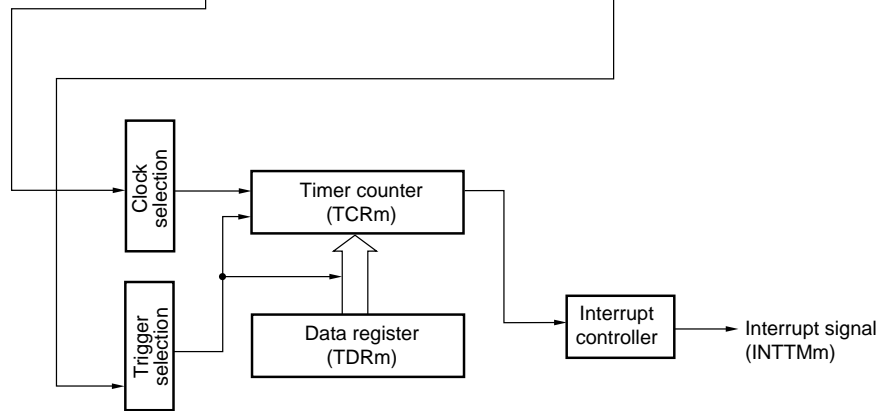 Clock
selection
Timer counter
(TCRm)
Trigger
selection
Data register
(TDRm)
Interrupt
controller
Interrupt signal
(INTTMm)